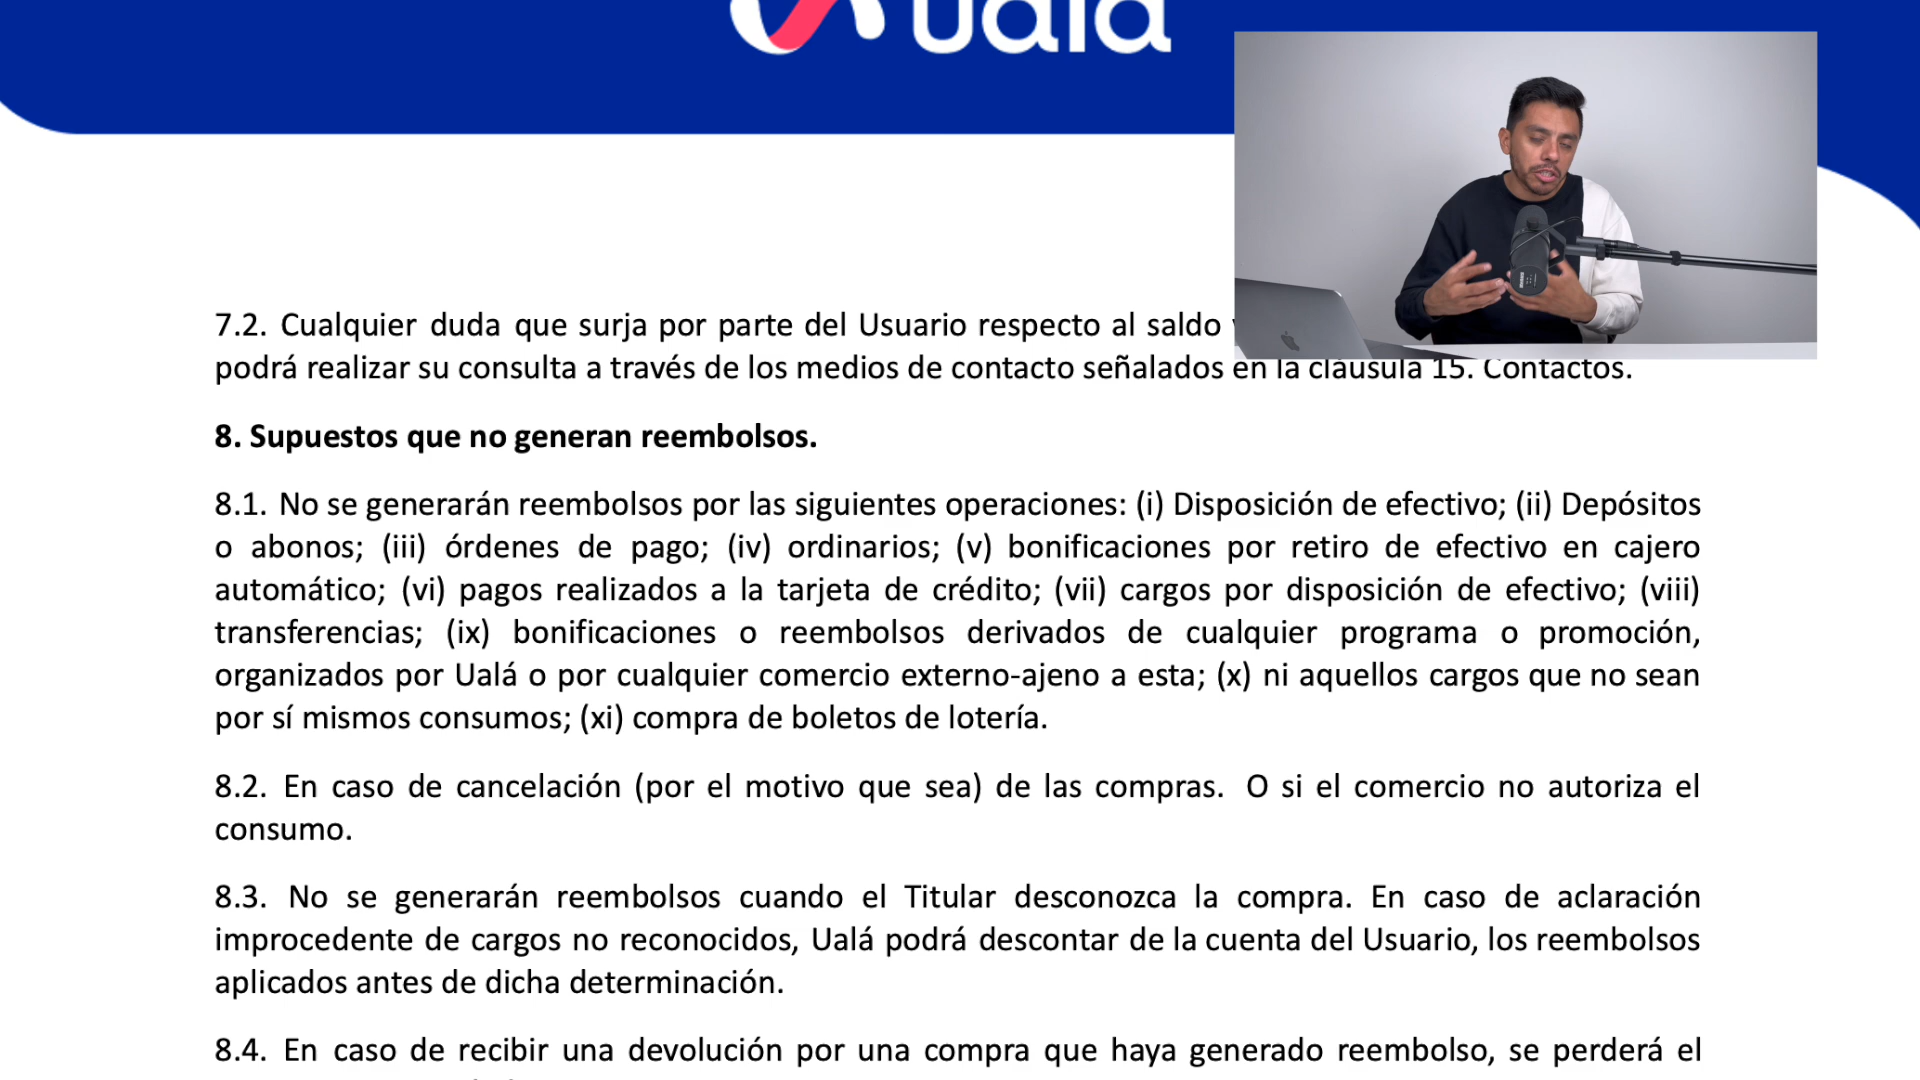 ualá
7.2. Cualquier duda que surja por parte del Usuario respecto al saldo
podrá realizar su consulta a través de los medios de contacto señalados en la cláusula 15. Contactos.
8. Supuestos que no generan reembolsos.
8.1. No se generarán reembolsos por las siguientes operaciones: (i) Disposición de efectivo; (ii) Depósitos
o abonos; (iii) órdenes de pago; (iv) ordinarios; (v) bonificaciones por retiro de efectivo en cajero
automático; (vi) pagos realizados a la tarjeta de crédito; (vii) cargos por disposición de efectivo; (viii)
transferencias; (ix) bonificaciones o reembolsos derivados de cualquier programa o promoción,
organizados por Ualá o por cualquier comercio externo-ajeno a esta; (x) ni aquellos cargos que no sean
por sí mismos consumos; (xi) compra de boletos de lotería.
8.2. En caso de cancelación (por el motivo que sea) de las compras. O si el comercio no autoriza el
consumo.
8.3. No se generarán reembolsos cuando el Titular desconozca la compra. En caso de aclaración
improcedente de cargos no reconocidos, Ualá podrá descontar de la cuenta del Usuario, los reembolsos
aplicados antes de dicha determinación.
8.4. En caso de recibir una devolución por una compra que haya generado reembolso, se perderá el